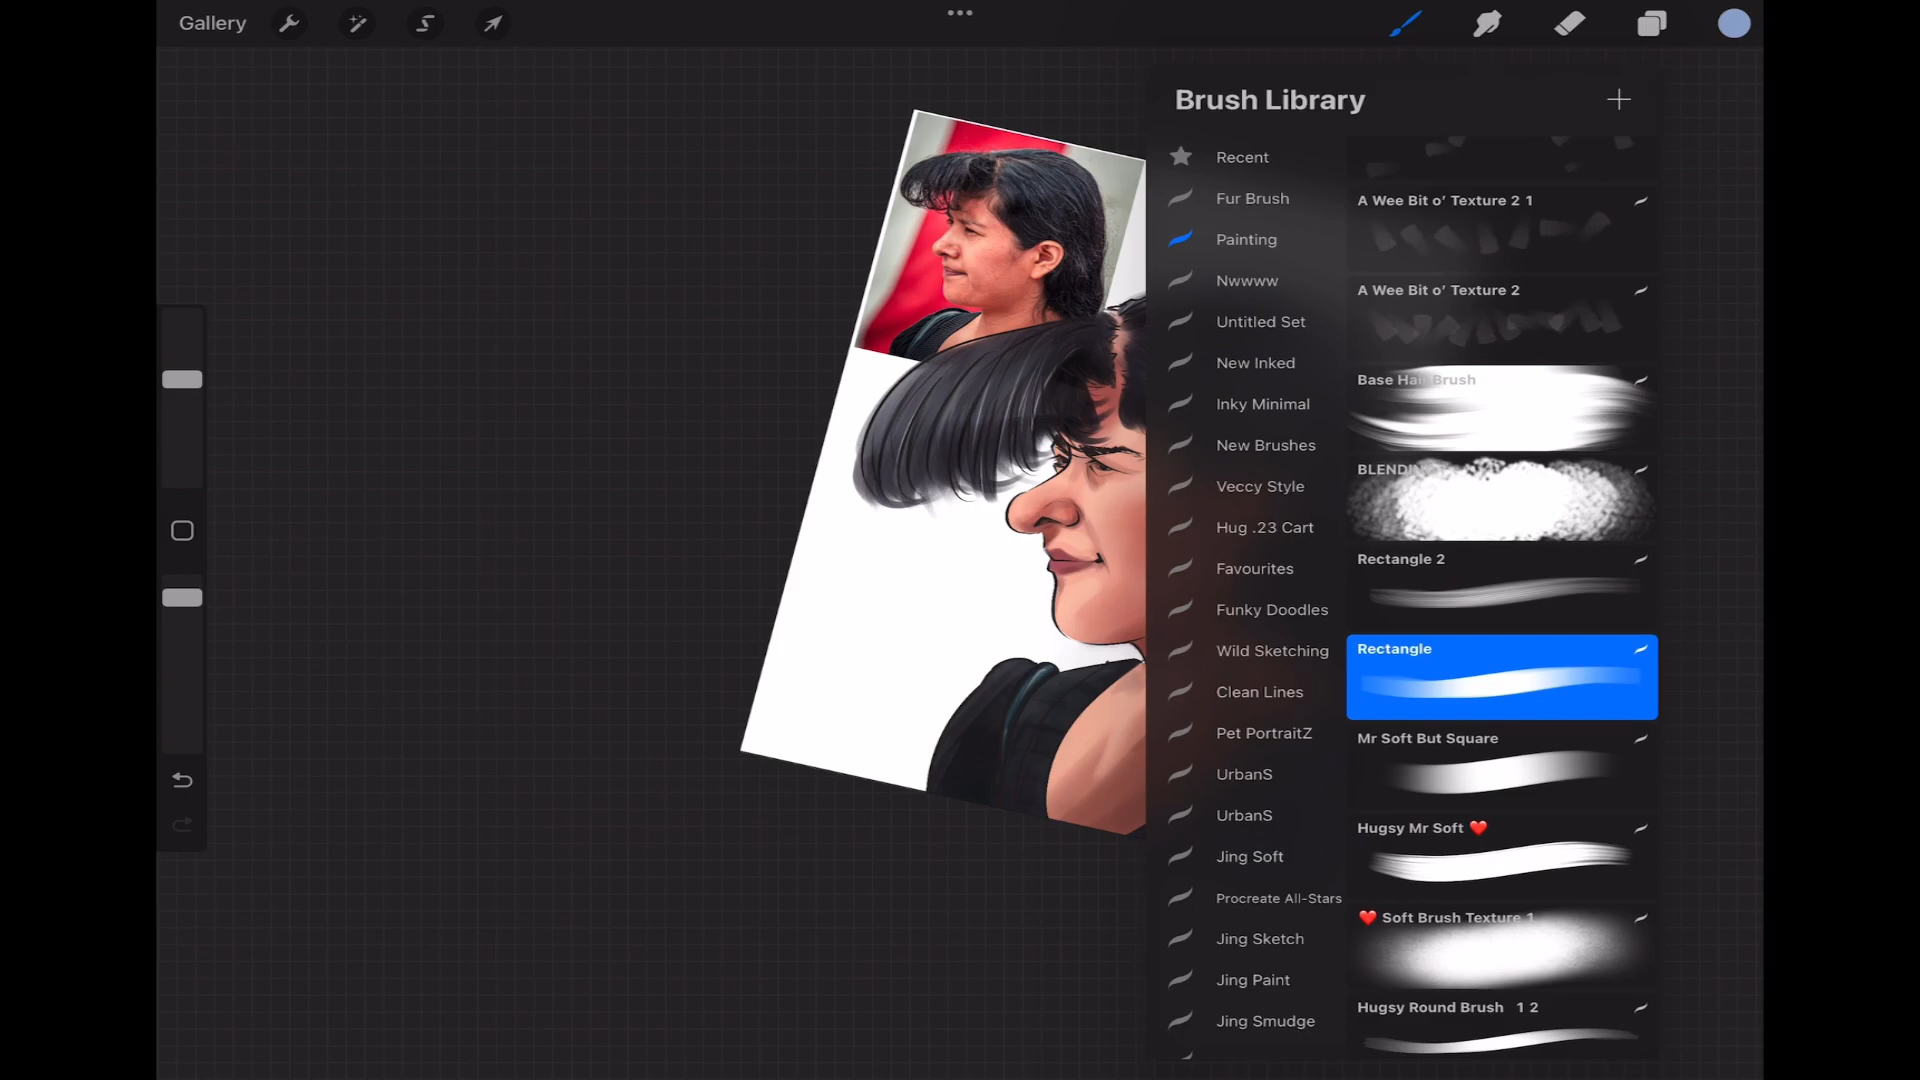 Gallery
Brush Library
Recent
Fur Brush
Painting
Nwwww
Untitled Set
New Inked
Inky Minimal
New Brushes
Veccy Style
Hug .23 Cart
Favourites
Funky Doodles
Wild Sketching
Clean Lines
Pet PortraitZ
UrbanS
UrbanS
Jing Soft
Procreate All-Stars
Jing Sketch
Jing Paint
Jing Smudge
A Wee Bit o’ Texture 2 1
A Wee Bit o’ Texture 2
Base Hair Brush
Rectangle 2
Rectangle
Mr Soft But Square
Hugsy Mr Soft ❤️
❤️ Soft Brush Texture 1
Hugsy Round Brush 1 2